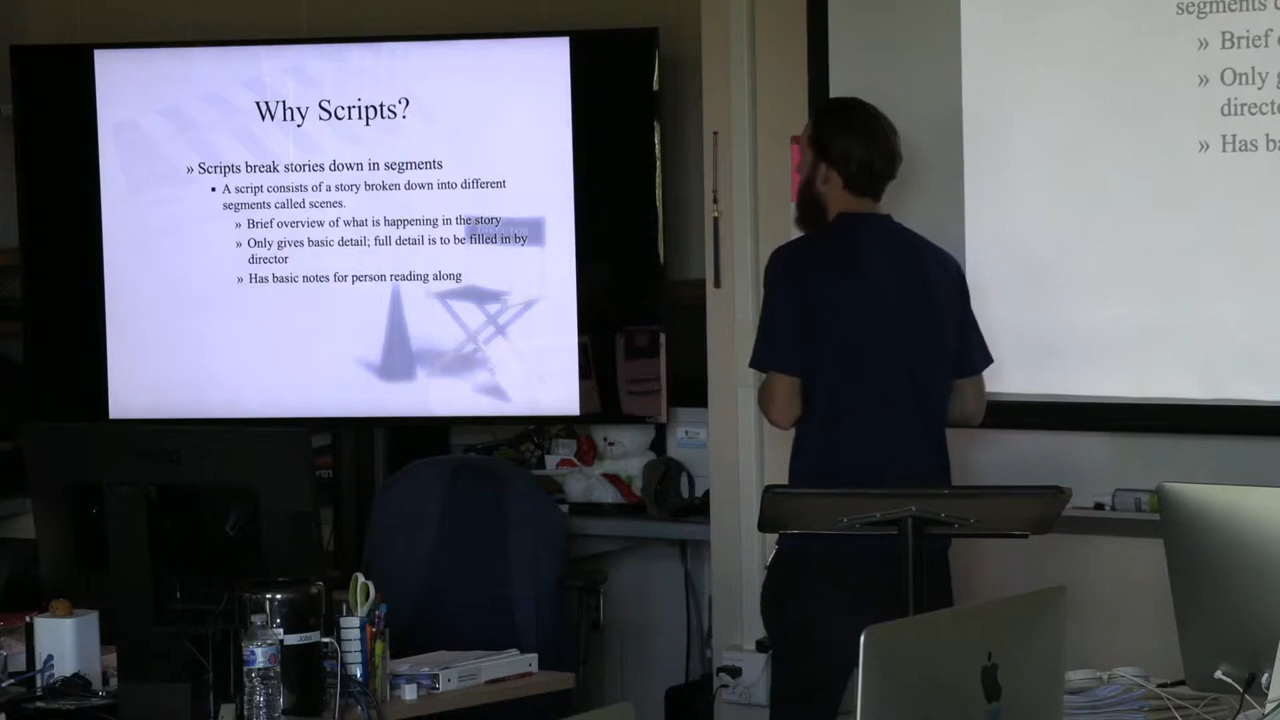 Why Scripts?
» Scripts break stories down in segments
▪ A script consists of a story broken down into different
segments called scenes.
» Brief overview of what is happening in the story
» Only gives basic detail; full detail is to be filled in by
director
» Has basic notes for person reading along
segments
» Brief
» Only
» Has